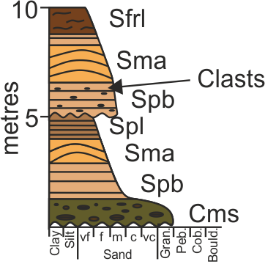 10
Sfrl
Sma
Clasts
Spb
5
Spl
metres
Sma
Spb
Cms
Clay
Silt
vf
f
m
c
vc
Gran
Peb.
Cob.
Bould.
Sand